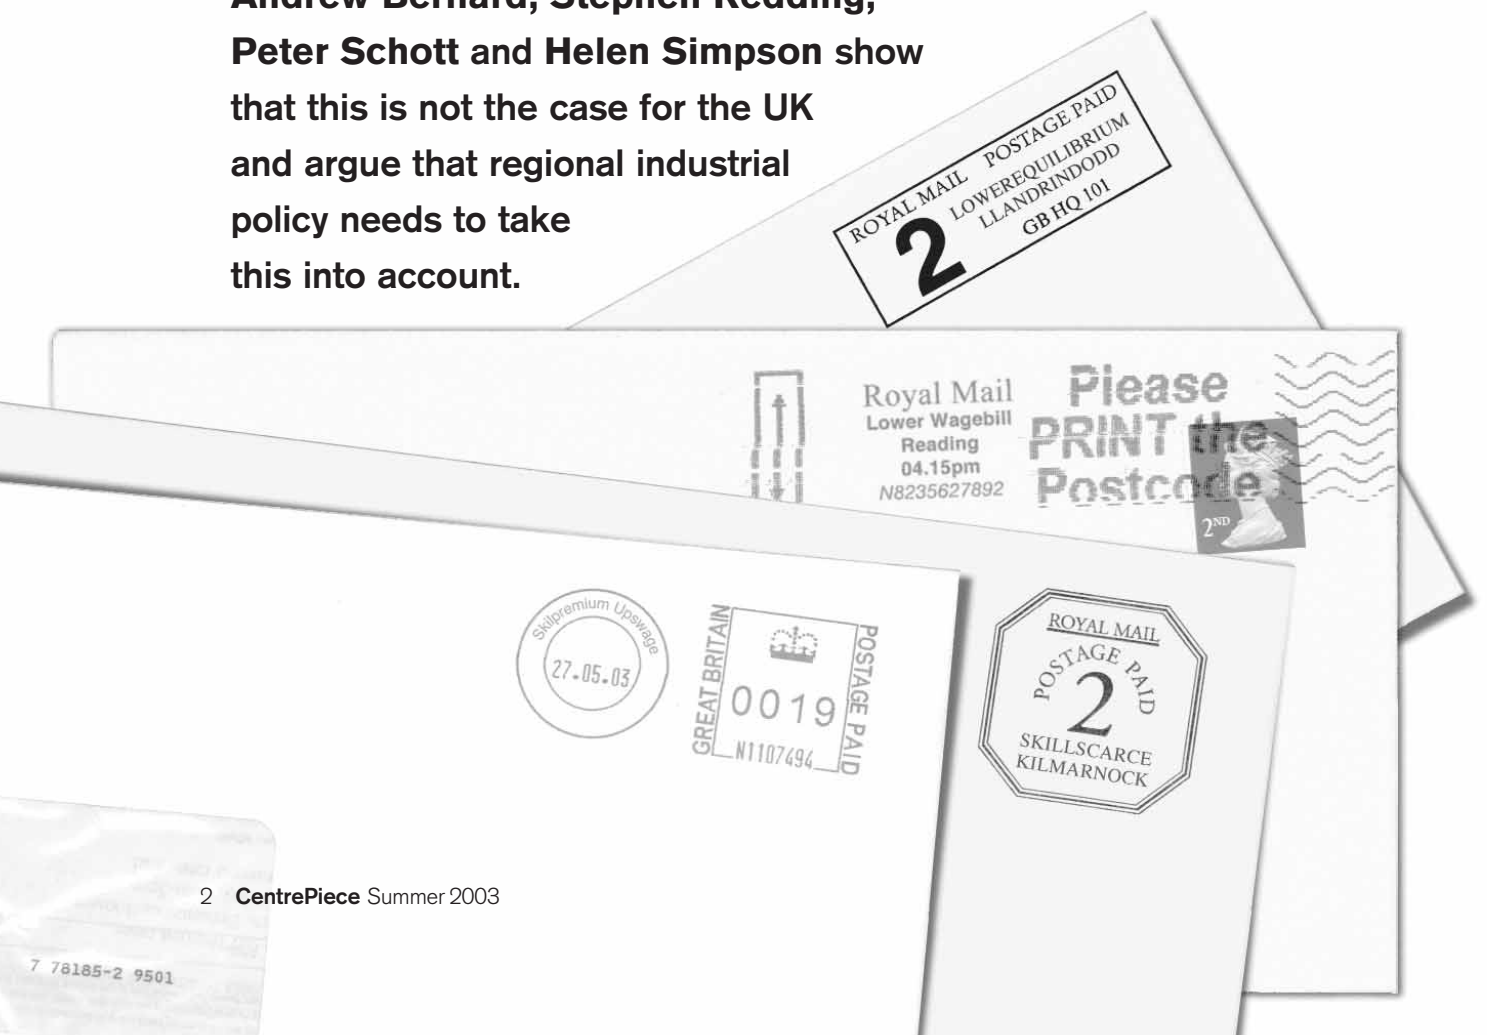 Andrew Bernard, Stephen Redding,
Peter Schott and Helen Simpson show
that this is not the case for the UK
and argue that regional industrial
policy needs to take
this into account.
ROYAL MAIL POSTAGE PAID
2
LOWEREQUILIBRIUM
LLANDRINDODD
GB HQ 101
Royal Mail
Lower Wagebill
Reading
04.15pm
N8235627892
Please
PRINT the
Postcode
2ND
Skilpremium Upswage
27.05.03
GREAT BRITAIN
0019
N1107494
POSTAGE PAID
ROYAL MAIL
POSTAGE PAID
2
SKILLSCARCE
KILMARNOCK
2 CentrePiece Summer 2003
7 78185-2 9501